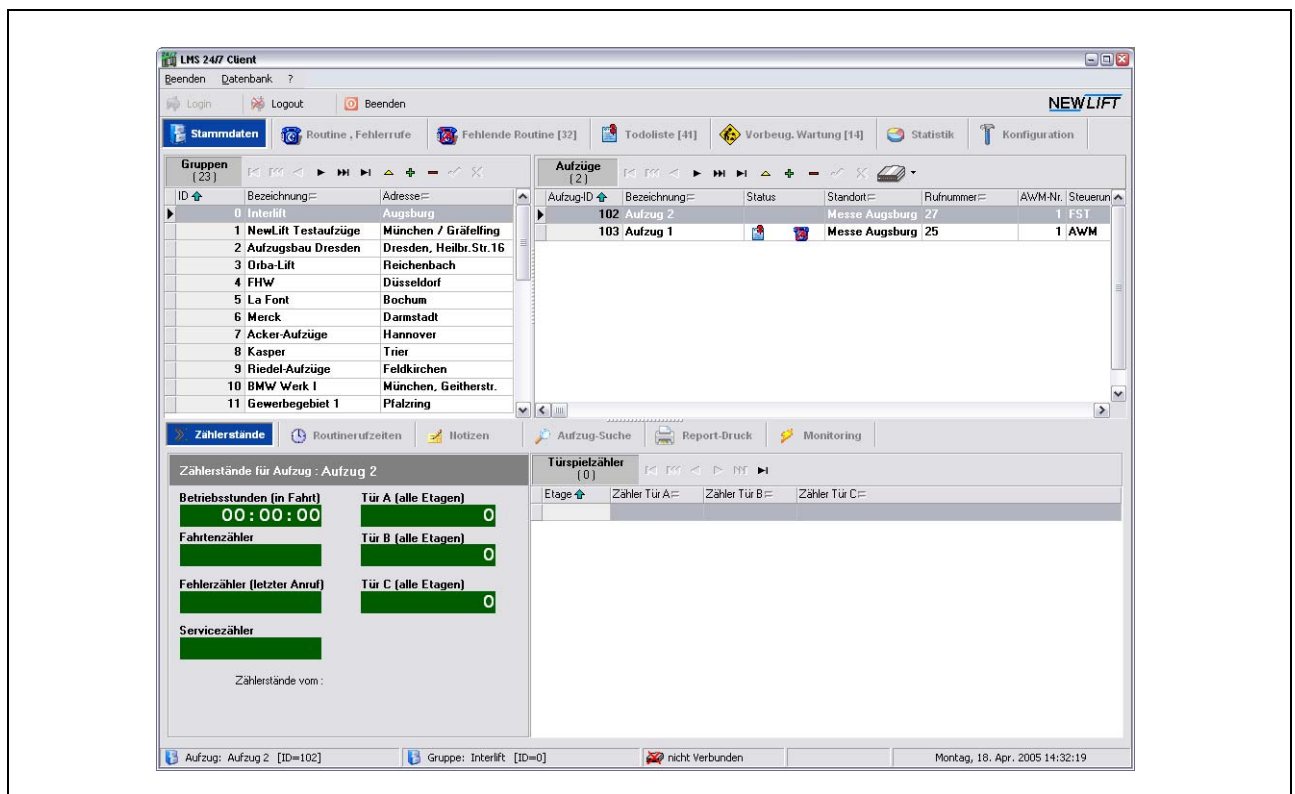 LMS 24/7 Client
Beenden Datenbank ?
Login Logout Beenden NEWLIFT
Stammdaten Routine , Fehlerrufe Fehlende Routine [32] Todoliste [41] Vorbeug. Wartung [14] Statistik Konfiguration
Gruppen
(23)
ID Bezeichnung Adresse
0 Interlift Augsburg
1 NewLift Testaufzüge München / Gräfelfing
2 Aufzugsbau Dresden Dresden, Heilbr.Str.16
3 Orba-Lift Reichenbach
4 FHW Düsseldorf
5 La Font Bochum
6 Merck Darmstadt
7 Acker-Aufzüge Hannover
8 Kasper Trier
9 Riedel-Aufzüge Feldkirchen
10 BMW Werk I München, Geitherstr.
11 Gewerbegebiet 1 Pfalzring
Aufzüge
(2)
Aufzug-ID Bezeichnung Status Standort Rufnummer AWM-Nr. Steuerun
102 Aufzug 2 Messe Augsburg 27 1 FST
103 Aufzug 1 Messe Augsburg 25 1 AWM
Zählerstände Routinerufzeiten Notizen Aufzug-Suche Report-Druck Monitoring
Zählerstände für Aufzug : Aufzug 2
Betriebsstunden (in Fahrt) Tür A (alle Etagen)
00:00:00 0
Fahrtenzähler Tür B (alle Etagen)
0
Fehlerzähler (letzter Anruf) Tür C (alle Etagen)
0
Servicezähler
Zählerstände vom :
Türspielzähler
(0)
Etage Zähler Tür A Zähler Tür B Zähler Tür C
Aufzug: Aufzug 2 [ID=102] Gruppe: Interlift [ID=0] nicht Verbunden Montag, 18. Apr. 2005 14:32:19